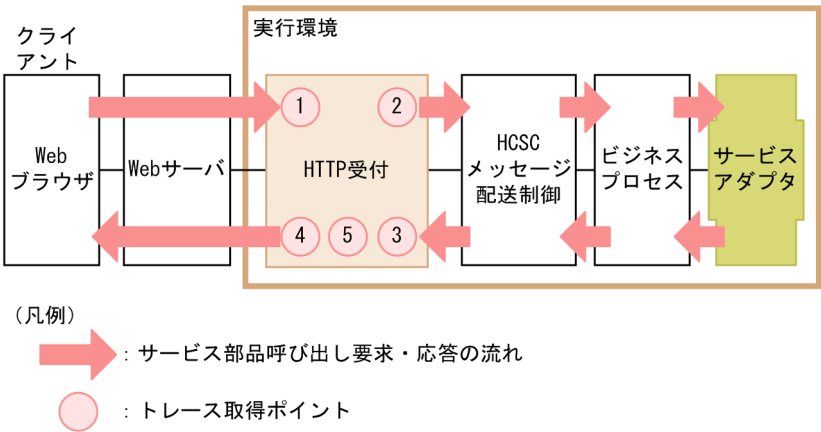 実行環境
クライ
アント
1
2
Web
ブラウザ
Webサーバ
HTTP受付
HCSC
メッセージ
配送制御
ビジネス
プロセス
サービス
アダプタ
4
5
3
(凡例)
：サービス部品呼び出し要求・応答の流れ
：トレース取得ポイント